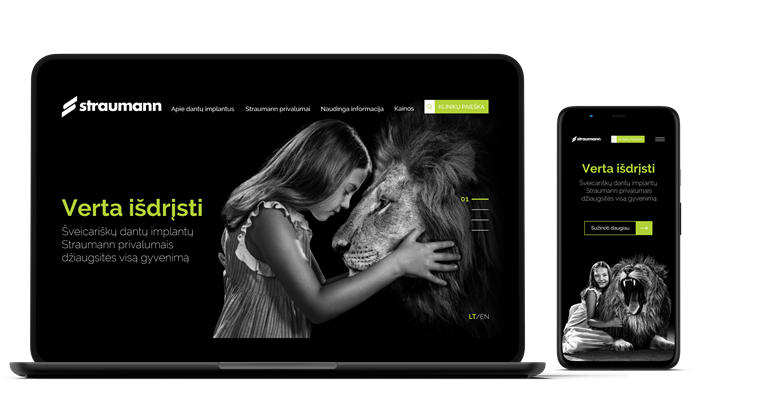 straumann
Apie dantų implantus
Straumann privalumai
Naudinga informacija
Kainos
KLINIKŲ PAIEŠKA
Verta išdrįsti
Šveicariškų dantų implantų
Straumann privalumais
džiaugsitės visą gyvenimą
01
LT/EN
straumann
Verta išdrįsti
Šveicariškų dantų implantų
Straumann privalumais
džiaugsitės visą gyvenimą
Sužinoti daugiau